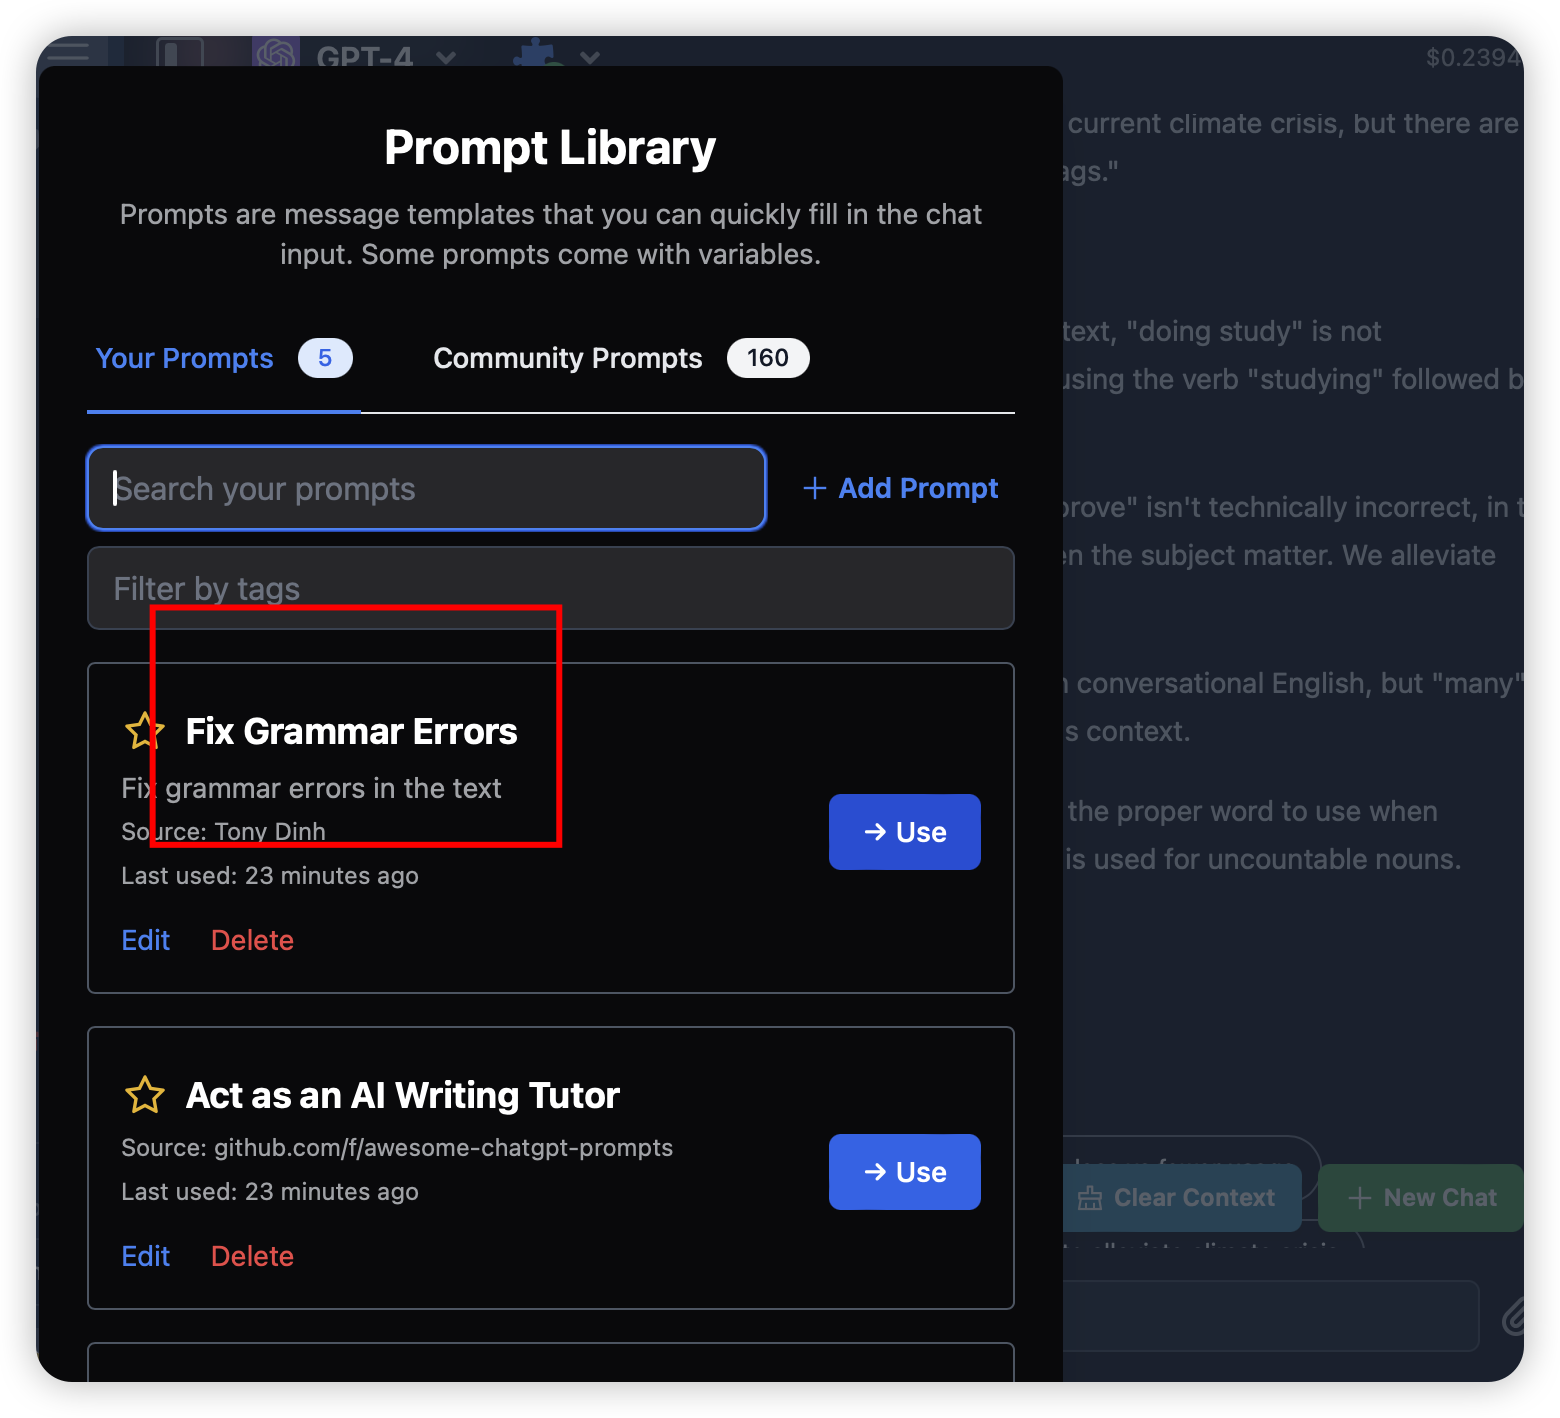 GPT-4
$0.2394
Prompt Library
Prompts are message templates that you can quickly fill in the chat
input. Some prompts come with variables.
Your Prompts 5 Community Prompts 160
Search your prompts
+ Add Prompt
Filter by tags
Fix Grammar Errors
Fix grammar errors in the text
Source: Tony Dinh
Last used: 23 minutes ago
→ Use
Edit Delete
Act as an AI Writing Tutor
Source: github.com/f/awesome-chatgpt-prompts
Last used: 23 minutes ago
→ Use
Edit Delete
current climate crisis, but there are
ags."
text, "doing study" is not
using the verb "studying" followed b
prove" isn't technically incorrect, in t
en the subject matter. We alleviate
conversational English, but "many"
s context.
the proper word to use when
is used for uncountable nouns.
Clear Context
+ New Chat
alleviate climate crisis